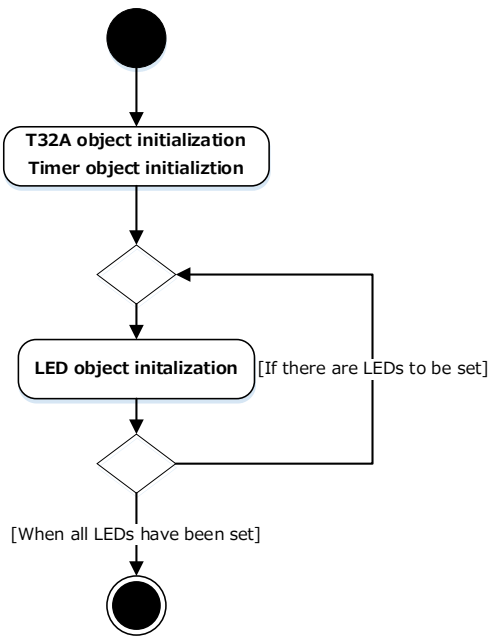 T32A object initialization
Timer object initializtion
LED object initalization
[If there are LEDs to be set]
[When all LEDs have been set]